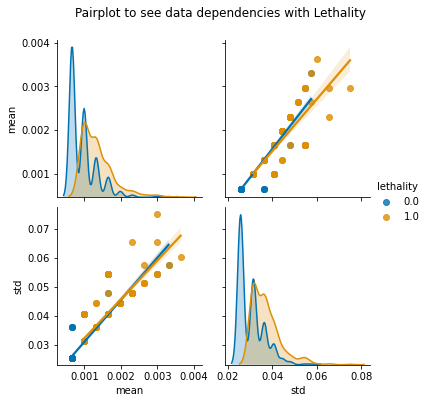 Pairplot to see data dependencies with Lethality
0.004
0.003
0.002
0.001
mean
lethality
0.0
1.0
0.07
0.06
0.05
0.04
0.03
std
0.001 0.002 0.003 0.004
mean
0.02 0.04 0.06 0.08
std